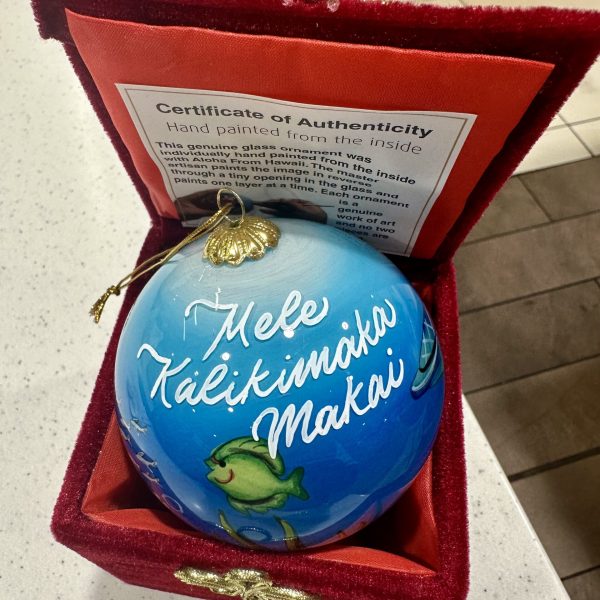 Certificate of Authenticity
Hand painted from the inside
This genuine glass ornament was
individually hand painted from the inside
with Aloha From Hawaii. The master
artisan paints the image in reverse
through a tiny opening in the glass and
paints one layer at a time. Each ornament
is a
genuine
work of art
and no two
pieces are
Mele
Kalikimaka
Makai